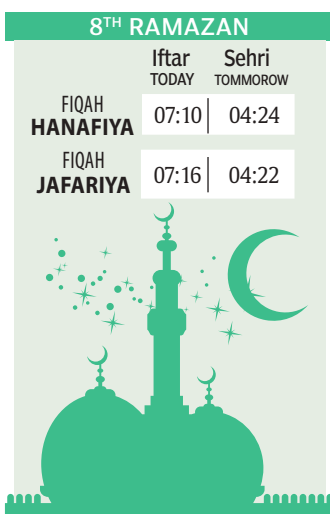 8TH RAMAZAN
Iftar Sehri
TODAY TOMMOROW
FIQAH
HANAFIYA 07:10 04:24
FIQAH
JAFARIYA 07:16 04:22